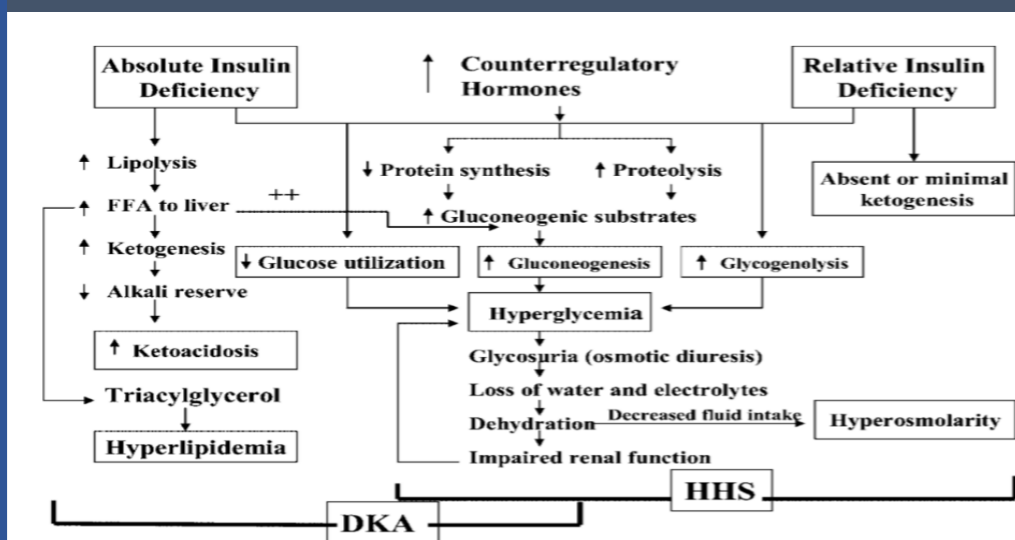 Absolute Insulin
Deficiency
↑ Counterregulatory
Hormones
Relative Insulin
Deficiency
↑ Lipolysis
↓ Protein synthesis
↑ Proteolysis
Absent or minimal
ketogenesis
++
↑ FFA to liver
↑ Gluconeogenic substrates
↑ Ketogenesis
↓ Glucose utilization
↑ Gluconeogenesis
↑ Glycogenolysis
↓ Alkali reserve
Hyperglycemia
↑ Ketoacidosis
Glycosuria (osmotic diuresis)
Triacylglycerol
Loss of water and electrolytes
Dehydration
Decreased fluid intake
Hyperosmolarity
Hyperlipidemia
Impaired renal function
HHS
DKA